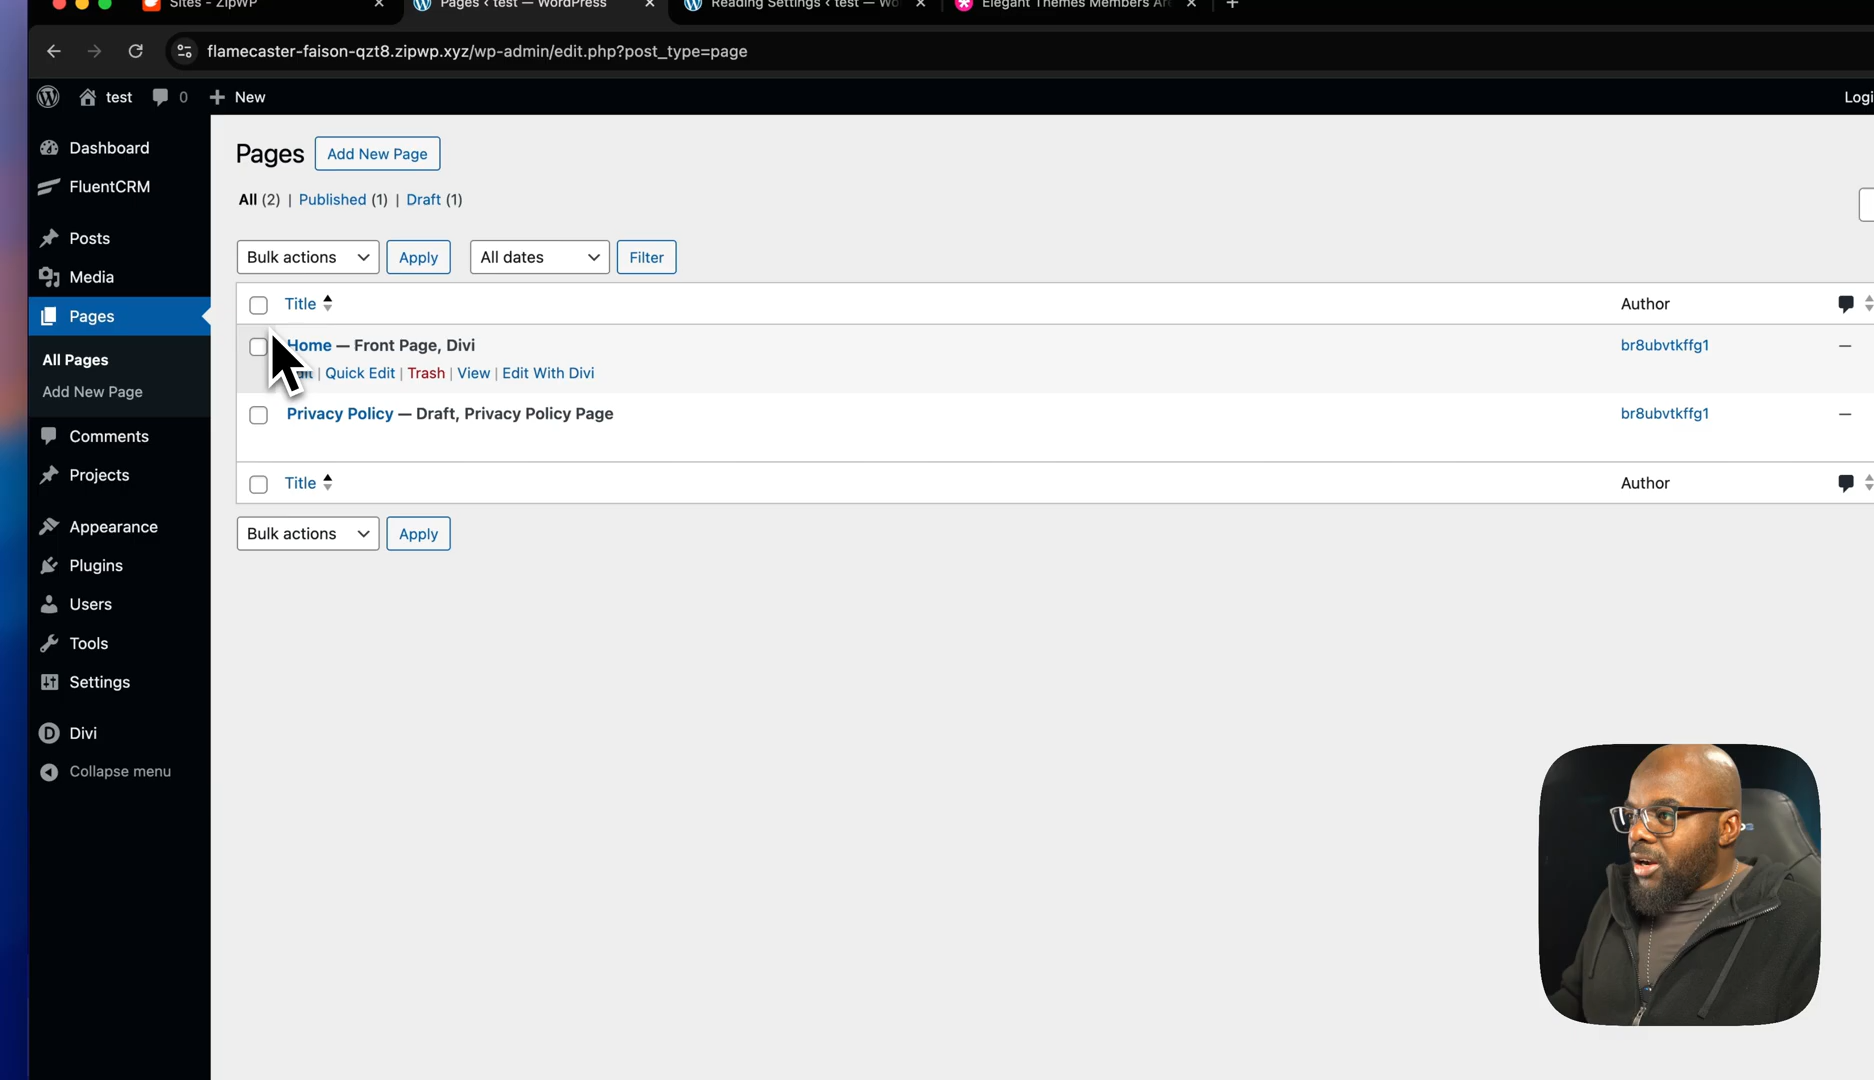 Sites - ZipWP
Pages ‹ test — WordPress
Reading Settings ‹ test — Wo
Elegant Themes Members Are
flamecaster-faison-qzt8.zipwp.xyz/wp-admin/edit.php?post_type=page
test 0 New
Logi
Dashboard
FluentCRM
Posts
Media
Pages
All Pages
Add New Page
Comments
Projects
Appearance
Plugins
Users
Tools
Settings
Divi
Collapse menu
Pages Add New Page
All (2) | Published (1) | Draft (1)
Bulk actions Apply All dates Filter
Title Author
Home — Front Page, Divi br8ubvtkffg1 —
| Quick Edit | Trash | View | Edit With Divi
Privacy Policy — Draft, Privacy Policy Page br8ubvtkffg1 —
Title Author
Bulk actions Apply